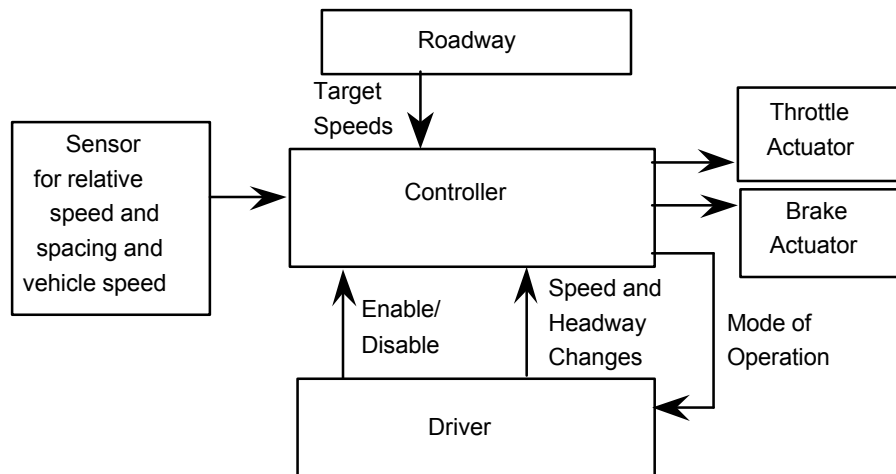 Roadway
Target
Speeds
Sensor
for relative
speed and
spacing and
vehicle speed
Controller
Throttle
Actuator
Brake
Actuator
Enable/
Disable
Speed and
Headway
Changes
Mode of
Operation
Driver